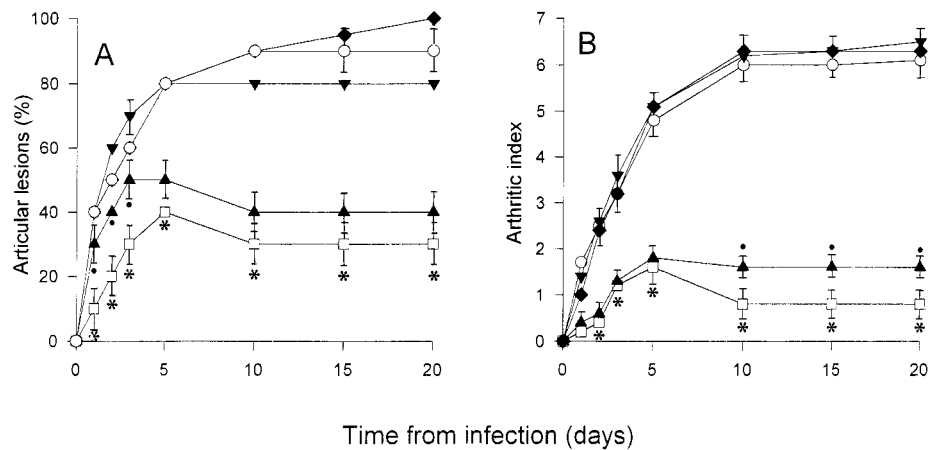 A
B
Articular lesions (%)
100
80
60
40
20
0
0 5 10 15 20
Arthritic index
7
6
5
4
3
2
1
0
0 5 10 15 20
* * * * * * *
* * * * * *
Time from infection (days)